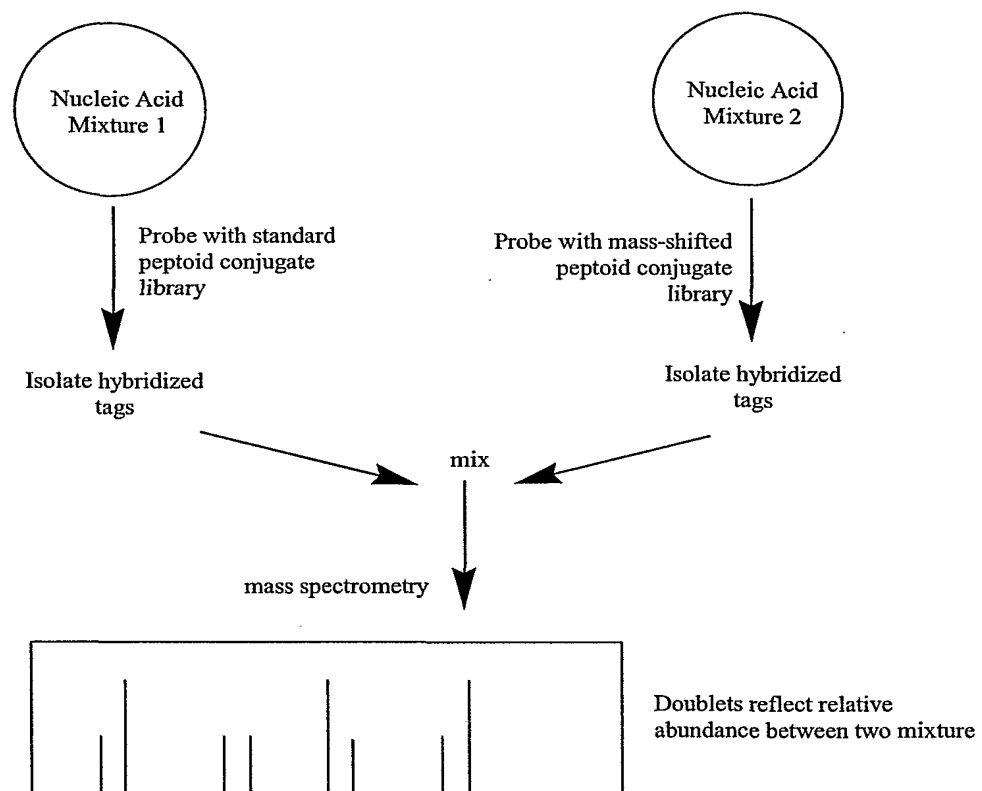 Nucleic Acid
Mixture 1
Nucleic Acid
Mixture 2
Probe with standard
peptoid conjugate
library
Probe with mass-shifted
peptoid conjugate
library
Isolate hybridized
tags
Isolate hybridized
tags
mix
mass spectrometry
Doublets reflect relative
abundance between two mixture